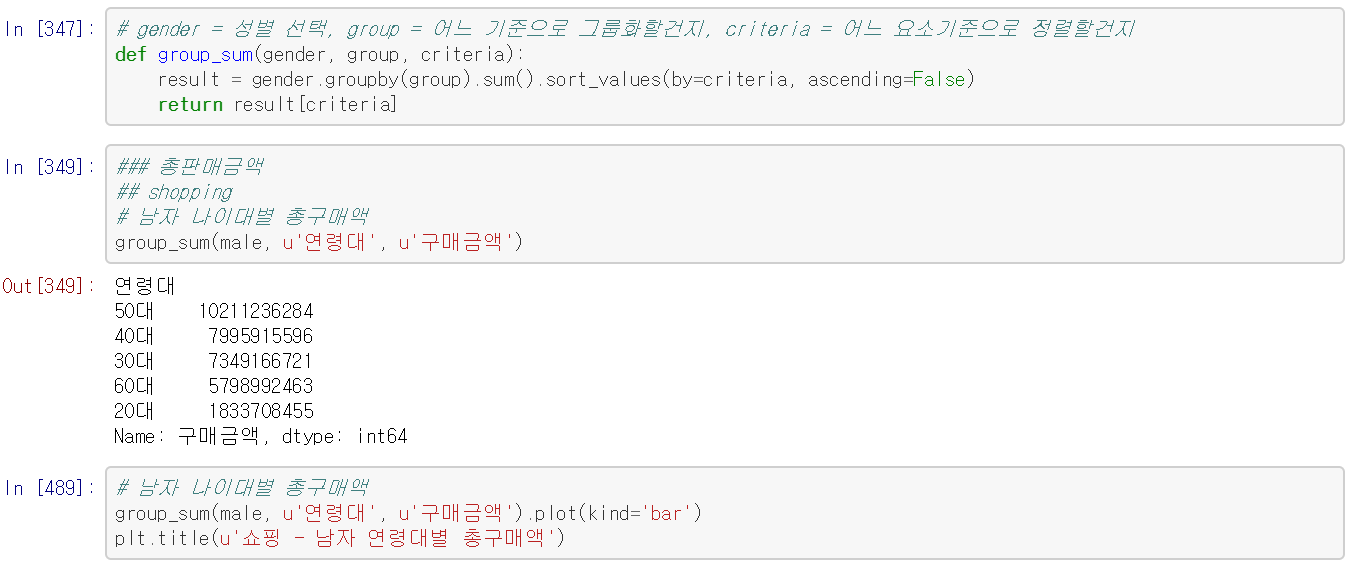 In [347]: # gender = 성별 선택, group = 어느 기준으로 그룹화할건지, criteria = 어느 요소기준으로 정렬할건지
def group_sum(gender, group, criteria):
    result = gender.groupby(group).sum().sort_values(by=criteria, ascending=False)
    return result[criteria]
In [349]: ### 총판매금액
## shopping
# 남자 나이대별 총구매액
group_sum(male, u'연령대', u'구매금액')
Out[349]: 연령대
50대    10211236284
40대     7995915596
30대     7349166721
60대     5798992463
20대     1833708455
Name: 구매금액, dtype: int64
In [489]: # 남자 나이대별 총구매액
group_sum(male, u'연령대', u'구매금액').plot(kind='bar')
plt.title(u'쇼핑 - 남자 연령대별 총구매액')